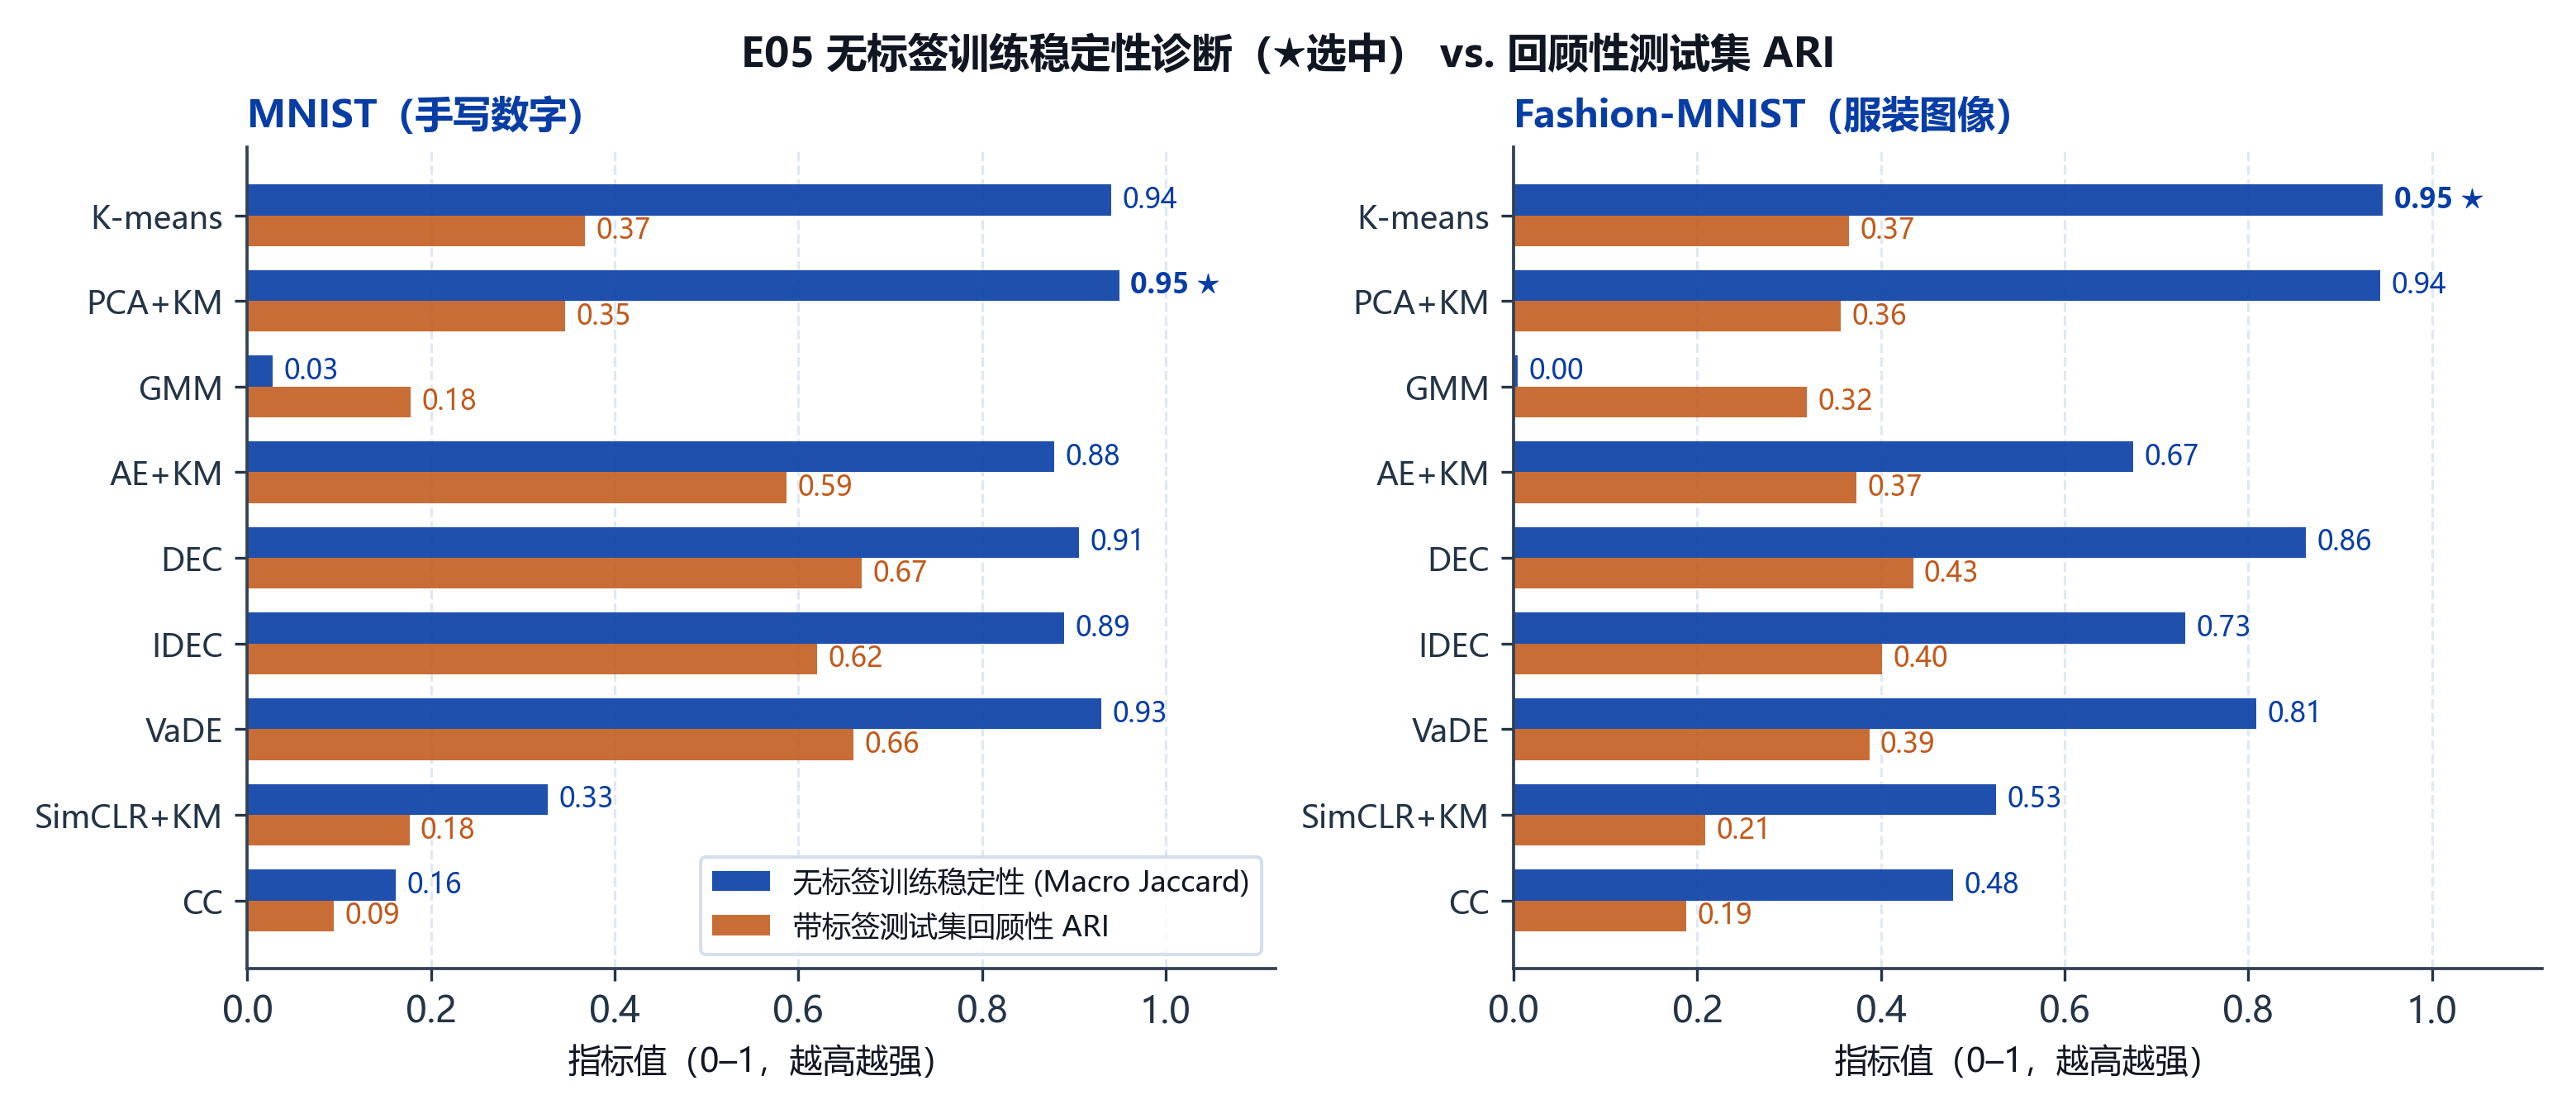 E05 无标签训练稳定性诊断（★选中） vs. 回顾性测试集 ARI
MNIST（手写数字）
K-means
0.94
0.37
PCA+KM
0.95 ★
0.35
GMM
0.03
0.18
AE+KM
0.88
0.59
DEC
0.91
0.67
IDEC
0.89
0.62
VaDE
0.93
0.66
SimCLR+KM
0.33
0.18
CC
0.16
0.09
无标签训练稳定性 (Macro Jaccard)
带标签测试集回顾性 ARI
0.0 0.2 0.4 0.6 0.8 1.0
指标值（0–1，越高越强）
Fashion-MNIST（服装图像）
K-means
0.95 ★
0.37
PCA+KM
0.94
0.36
GMM
0.00
0.32
AE+KM
0.67
0.37
DEC
0.86
0.43
IDEC
0.73
0.40
VaDE
0.81
0.39
SimCLR+KM
0.53
0.21
CC
0.48
0.19
0.0 0.2 0.4 0.6 0.8 1.0
指标值（0–1，越高越强）